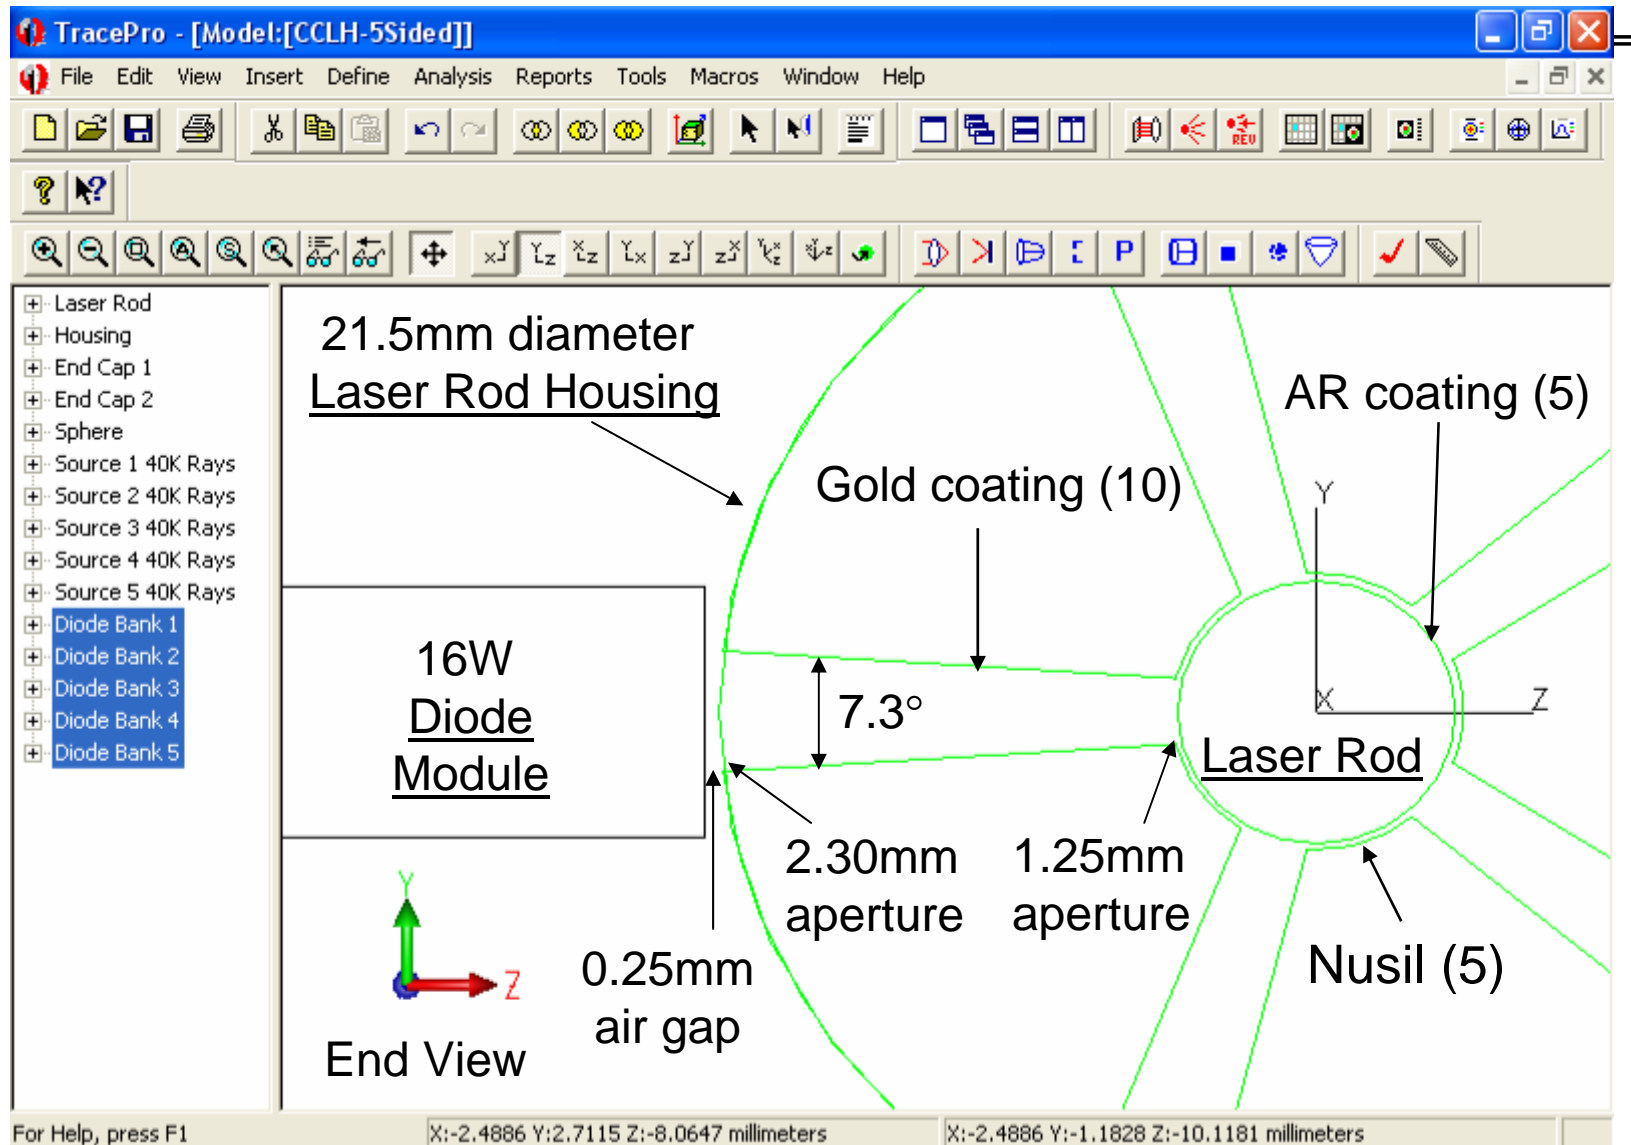 TracePro - [Model:[CCLH-5Sided]]
File Edit View Insert Define Analysis Reports Tools Macros Window Help
REV
Laser Rod
Housing
End Cap 1
End Cap 2
Sphere
Source 1 40K Rays
Source 2 40K Rays
Source 3 40K Rays
Source 4 40K Rays
Source 5 40K Rays
Diode Bank 1
Diode Bank 2
Diode Bank 3
Diode Bank 4
Diode Bank 5
21.5mm diameter
Laser Rod Housing
AR coating (5)
Gold coating (10)
Y
X
Z
16W
Diode
Module
7.3°
Laser Rod
2.30mm
aperture
1.25mm
aperture
Nusil (5)
0.25mm
air gap
Y
Z
End View
For Help, press F1
X:-2.4886 Y:2.7115 Z:-8.0647 millimeters
X:-2.4886 Y:-1.1828 Z:-10.1181 millimeters